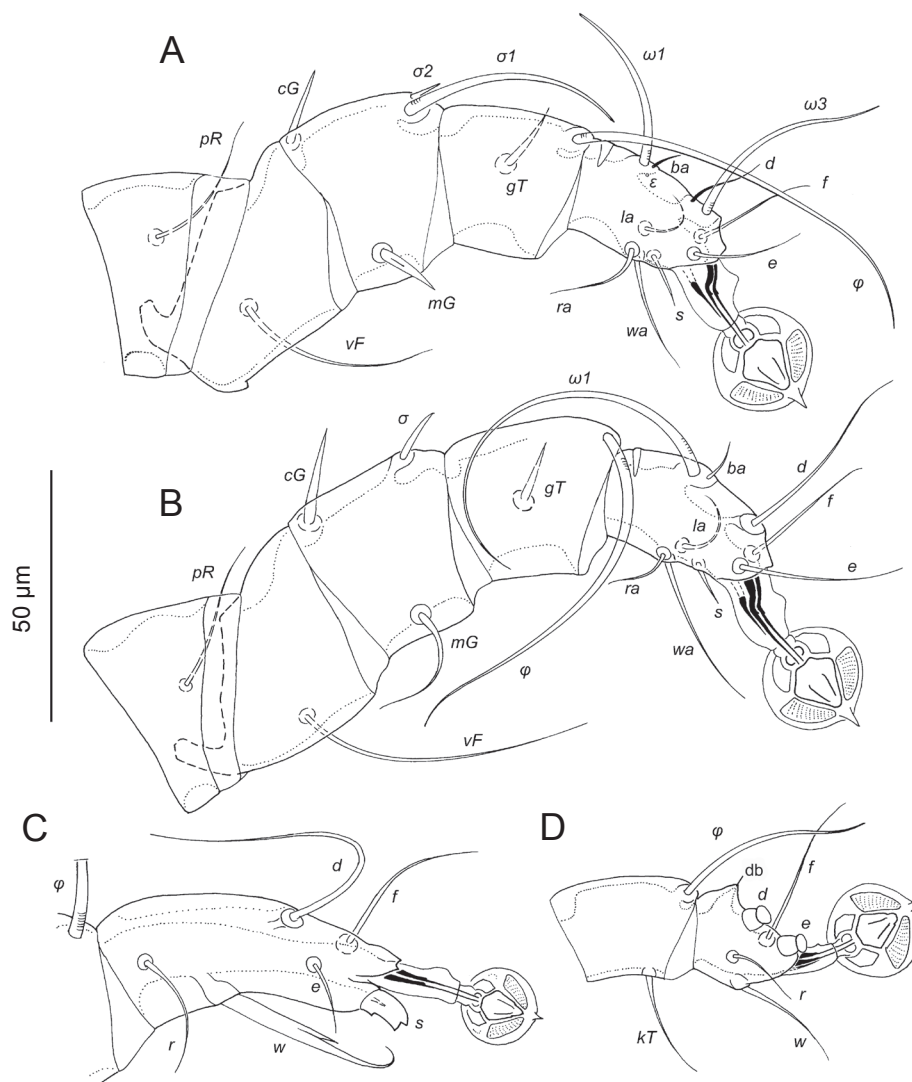 A
pR
cG
σ2
σ1
ω1
ω3
ba
d
f
ε
gT
la
e
φ
vF
mG
ra
wa
s
B
50 µm
cG
σ
ω1
ba
d
f
gT
la
e
pR
ra
s
wa
mG
φ
vF
C
φ
d
f
e
r
w
s
D
φ
db
d
f
e
r
kT
w